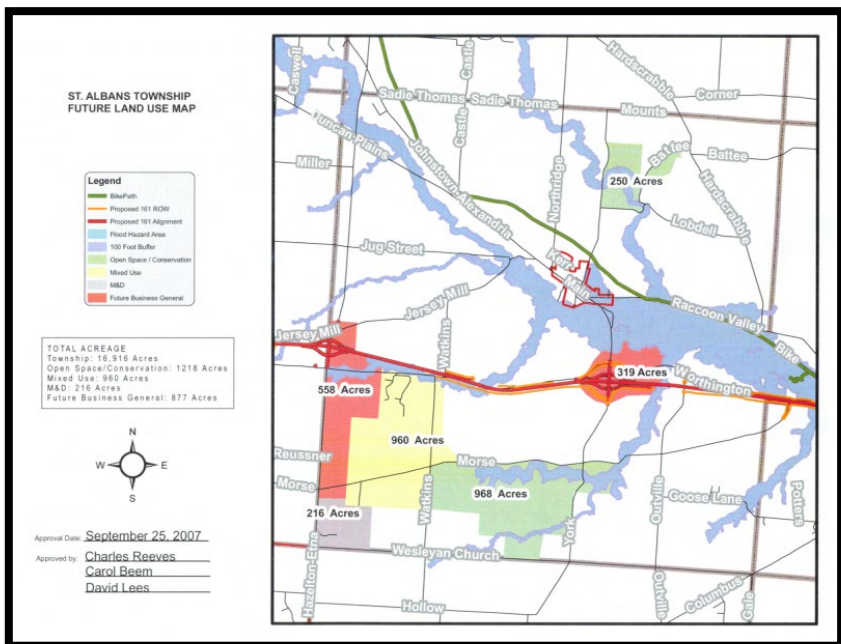 ST. ALBANS TOWNSHIP
FUTURE LAND USE MAP
Legend
BikePath
Proposed 161 ROW
Proposed 161 Alignment
Flood Hazard Area
100 Foot Buffer
Open Space / Conservation
Mixed Use
M&D
Future Business General
TOTAL ACREAGE
Township: 16,916 Acres
Open Space/Conservation: 1218 Acres
Mixed Use: 960 Acres
M&D: 216 Acres
Future Business General: 877 Acres
N
W
E
S
Approval Date: September 25, 2007
Approved by: Charles Reeves
Carol Beem
David Lees
Caswell
Castle
Hardscrabble
Corner
Sadie Thomas
Sadie Thomas
Mounts
Duncan-Plains
Castle
Johnstown-Alexandria
Miller
Northridge
Battee
Battee
250 Acres
Hardscrabble
Lobdell
Jug Street
Kerr
Main
Jersey Mill
Raccoon Valley
Jersey Mill
Watkins
Bike
Worthington
319 Acres
558 Acres
960 Acres
Reussner
Morse
Morse
968 Acres
Goose Lane
216 Acres
Watkins
York
Outville
Potters
Wesleyan Church
Hazelton-Etna
Hollow
Outville
Columbus
Gale